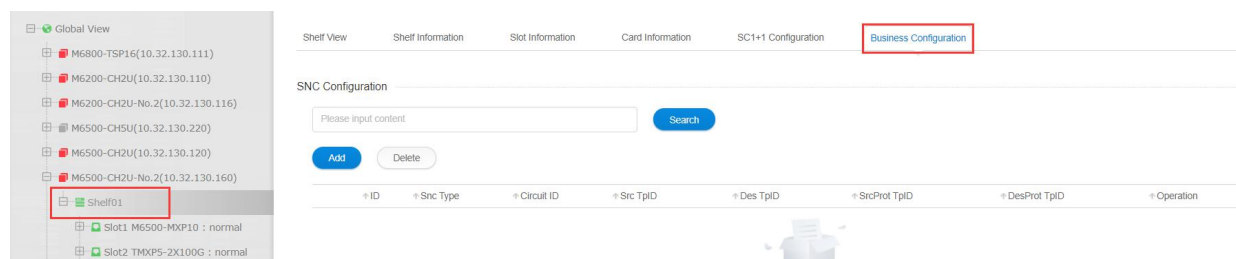 Global View
M6800-TSP16(10.32.130.111)
M6200-CH2U(10.32.130.110)
M6200-CH2U-No.2(10.32.130.116)
M6500-CH5U(10.32.130.220)
M6500-CH2U(10.32.130.120)
M6500-CH2U-No.2(10.32.130.160)
Shelf01
Slot1 M6500-MXP10 : normal
Slot2 TMXP5-2X100G : normal
Shelf View Shelf Information Slot Information Card Information SC1+1 Configuration Business Configuration
SNC Configuration
Please input content Search
Add Delete
ID Snc Type Circuit ID Src TpID Des TpID SrcProt TpID DesProt TpID Operation